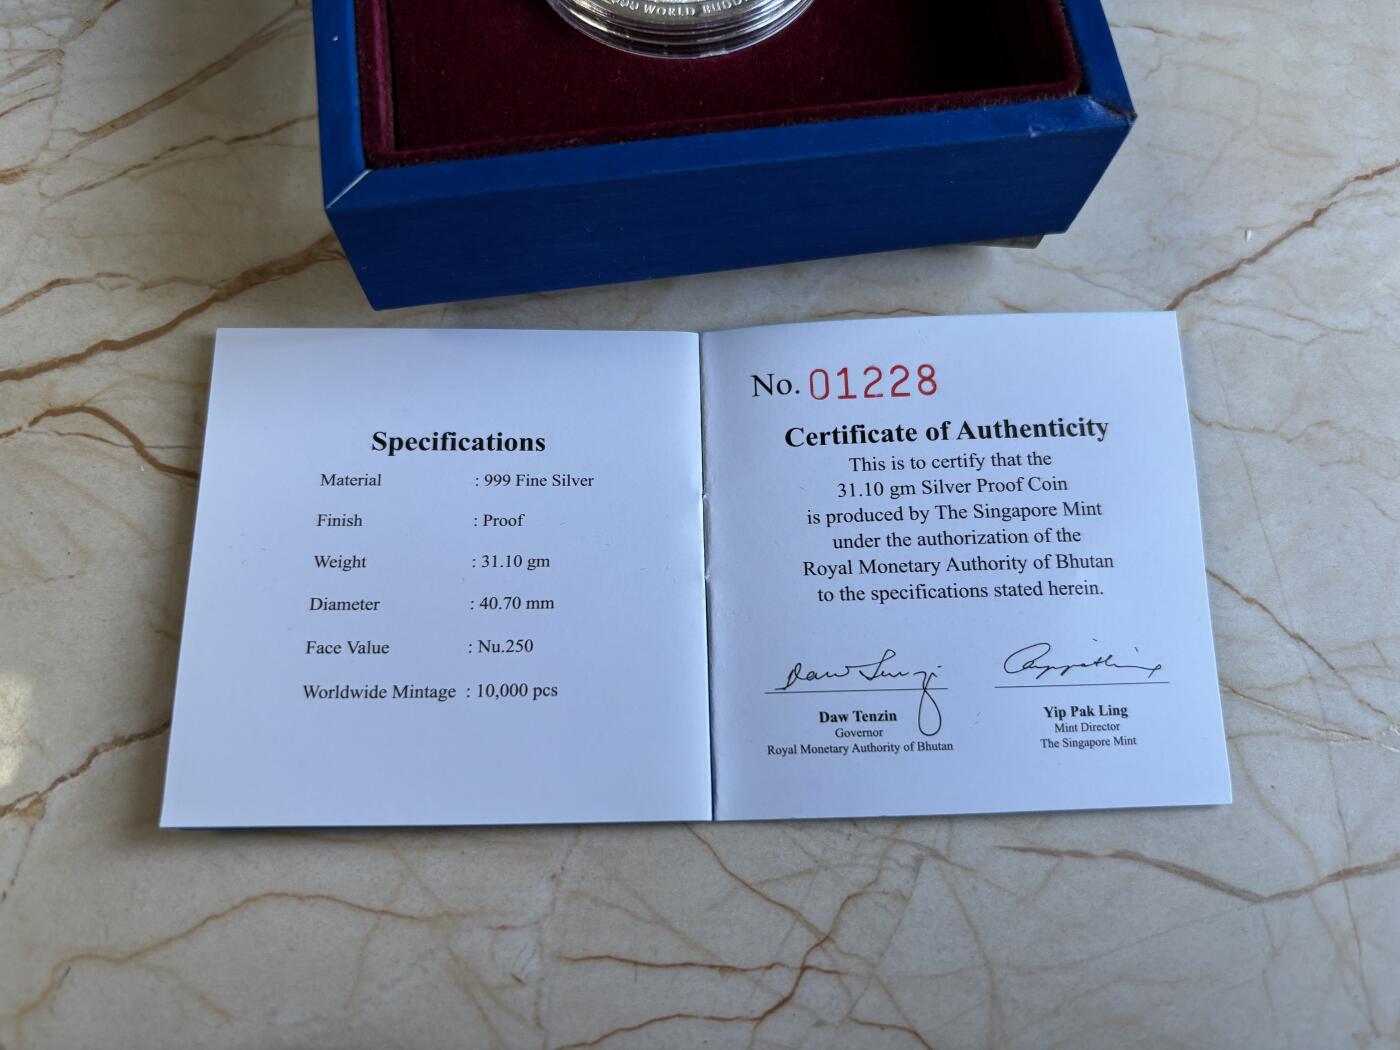 WORLD
Specifications
Material : 999 Fine Silver
Finish : Proof
Weight : 31.10 gm
Diameter : 40.70 mm
Face Value : Nu.250
Worldwide Mintage : 10,000 pcs
No. 01228
Certificate of Authenticity
This is to certify that the
31.10 gm Silver Proof Coin
is produced by The Singapore Mint
under the authorization of the
Royal Monetary Authority of Bhutan
to the specifications stated herein.
Daw Tenzin
Governor
Royal Monetary Authority of Bhutan
Yip Pak Ling
Mint Director
The Singapore Mint